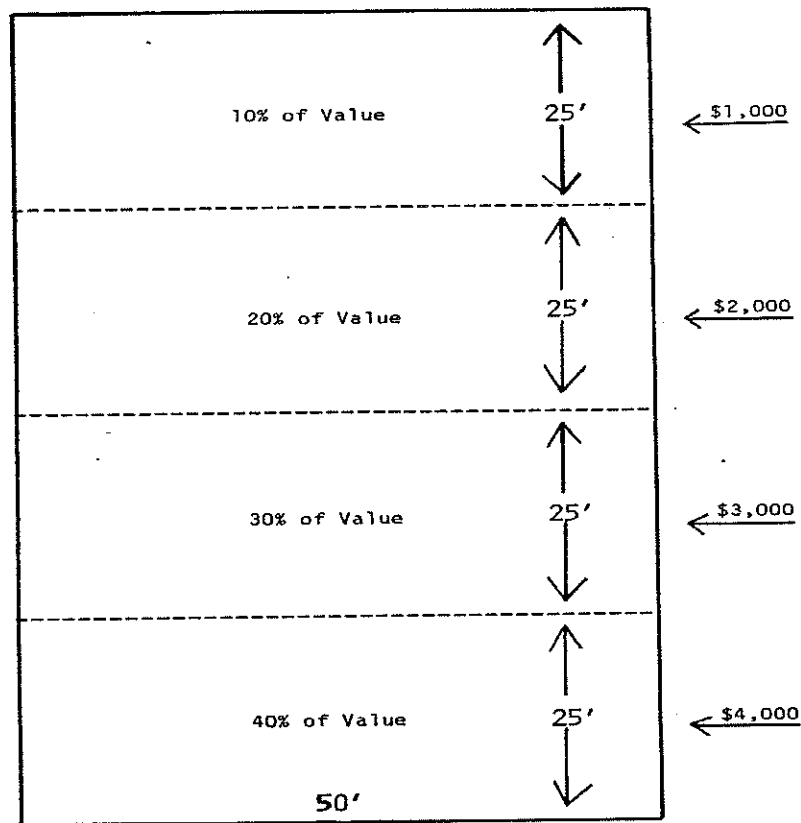 10% of Value 25' $1,000
20% of Value 25' $2,000
30% of Value 25' $3,000
40% of Value 25' $4,000
50'